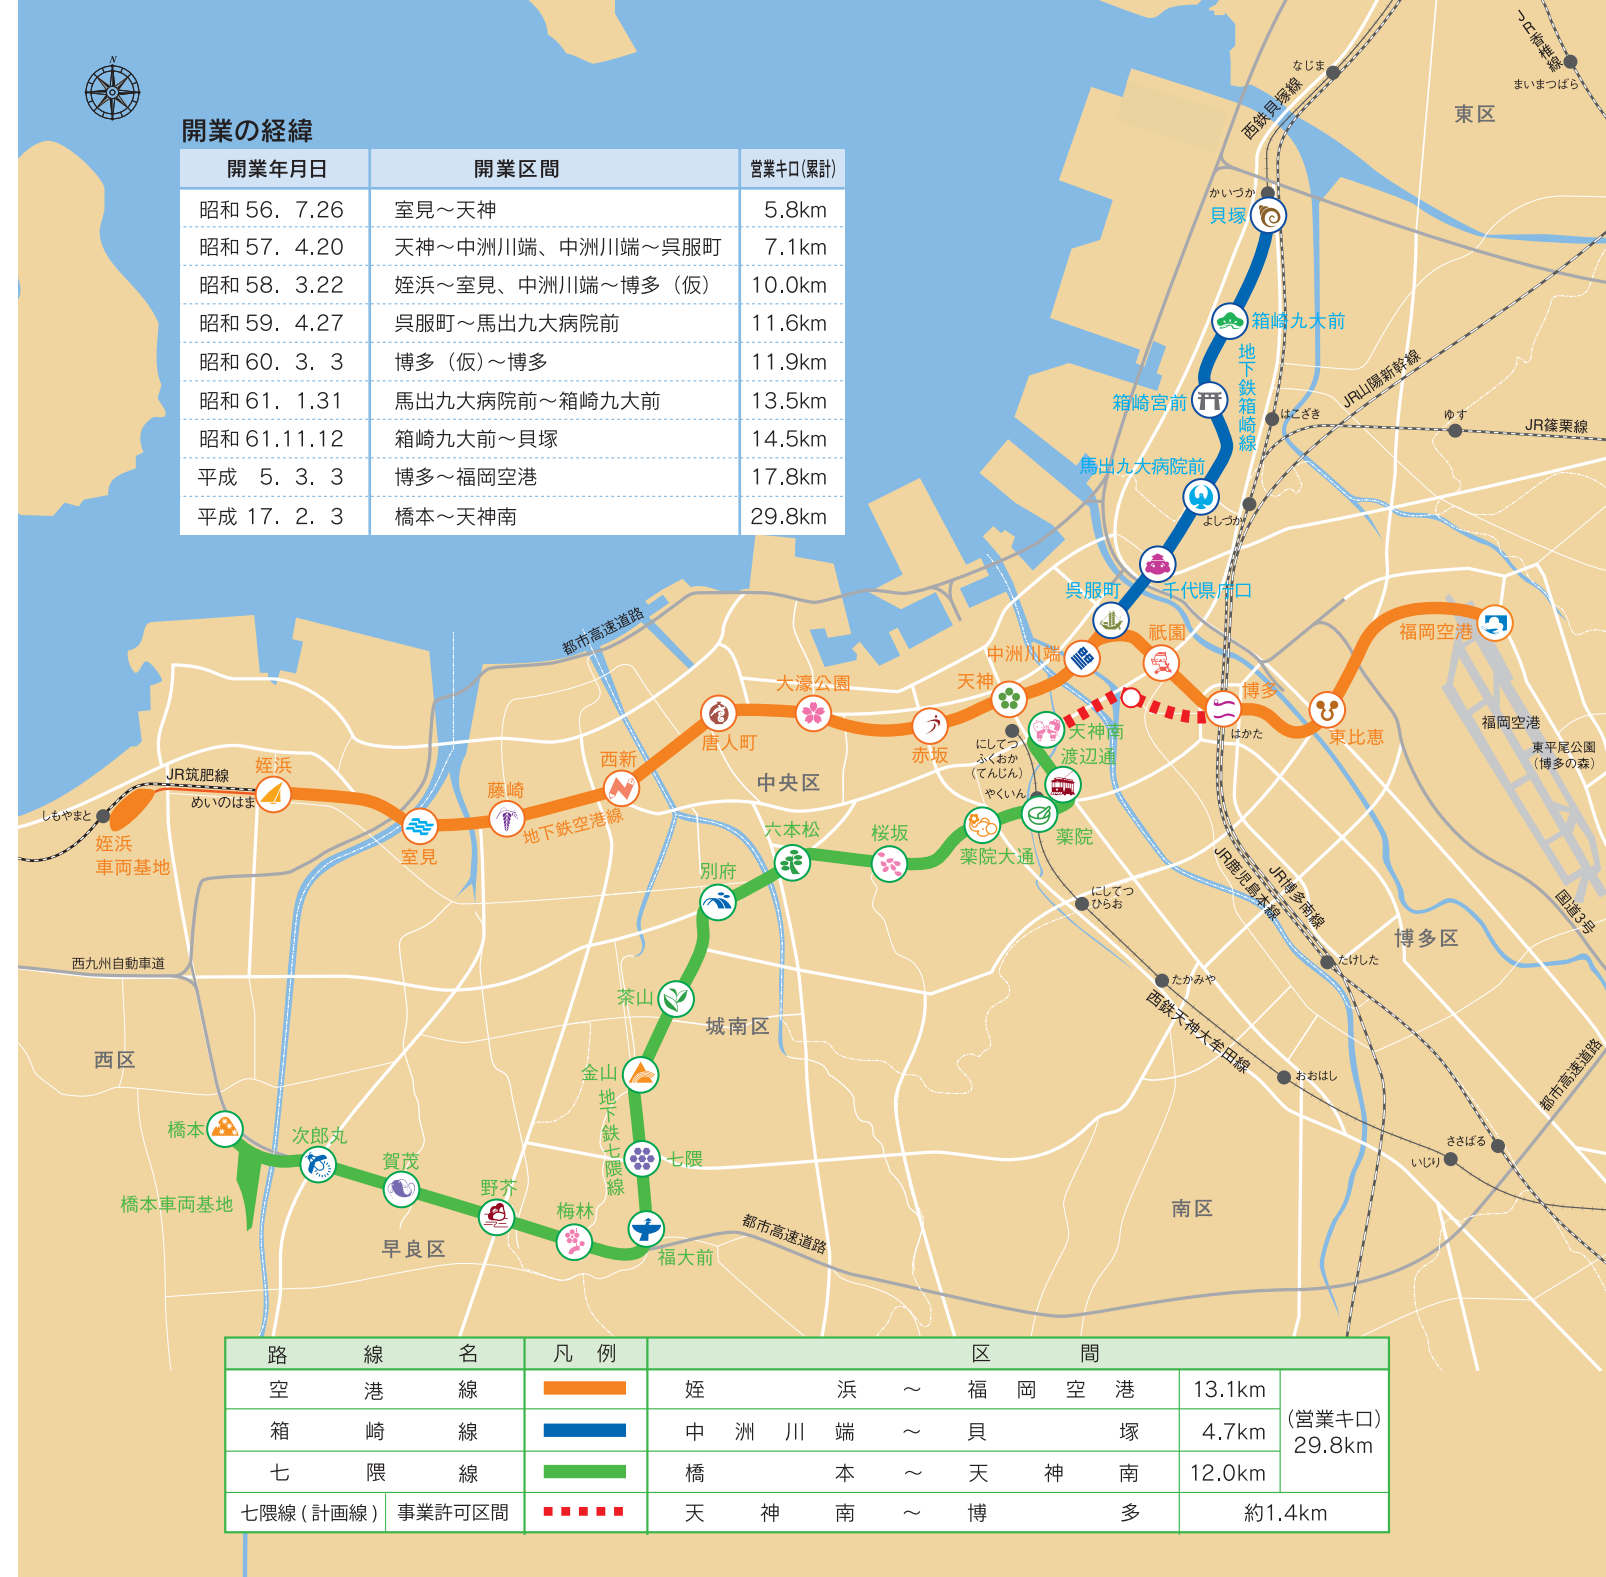 N
開業の経緯
開業年月日 開業区間 営業キロ(累計)
昭和 56. 7.26 室見～天神 5.8km
昭和 57. 4.20 天神～中洲川端、中洲川端～呉服町 7.1km
昭和 58. 3.22 姪浜～室見、中洲川端～博多（仮） 10.0km
昭和 59. 4.27 呉服町～馬出九大病院前 11.6km
昭和 60. 3. 3 博多（仮）～博多 11.9km
昭和 61. 1.31 馬出九大病院前～箱崎九大前 13.5km
昭和 61.11.12 箱崎九大前～貝塚 14.5km
平成 5. 3. 3 博多～福岡空港 17.8km
平成 17. 2. 3 橋本～天神南 29.8km
JR香椎線
まいまつばら
なじま
西鉄貝塚線
東区
かいづか
貝塚
箱崎九大前
地下鉄箱崎線
箱崎宮前
はこざき
JR山陽新幹線
ゆす
JR篠栗線
馬出九大病院前
よしづか
呉服町
千代県庁口
都市高速道路
中洲川端
祇園
福岡空港
大濠公園
天神
博多
はかた
東比恵
福岡空港
東平尾公園
（博多の森）
唐人町
赤坂
天神南
渡辺通
にしてつ
ふくおか
（てんじん）
西新
中央区
やくいん
姪浜
JR筑肥線
めいのはま
しもやまと
姪浜
車両基地
藤崎
地下鉄空港線
室見
六本松
桜坂
薬院大通
薬院
別府
にしてつ
ひらお
JR鹿児島本線
JR博多南線
国道3号
博多区
西九州自動車道
たけした
たかみや
茶山
城南区
西鉄天神大牟田線
西区
金山
おおはし
都市高速道路
地下鉄七隈線
橋本
次郎丸
賀茂
七隈
ささばる
いじり
橋本車両基地
野芥
梅林
早良区
福大前
都市高速道路
南区
路線名 凡例 区間
空港線 姪浜～福岡空港 13.1km
箱崎線 中洲川端～貝塚 4.7km
(営業キロ)
29.8km
七隈線 橋本～天神南 12.0km
七隈線(計画線) 事業許可区間 天神南～博多 約1.4km